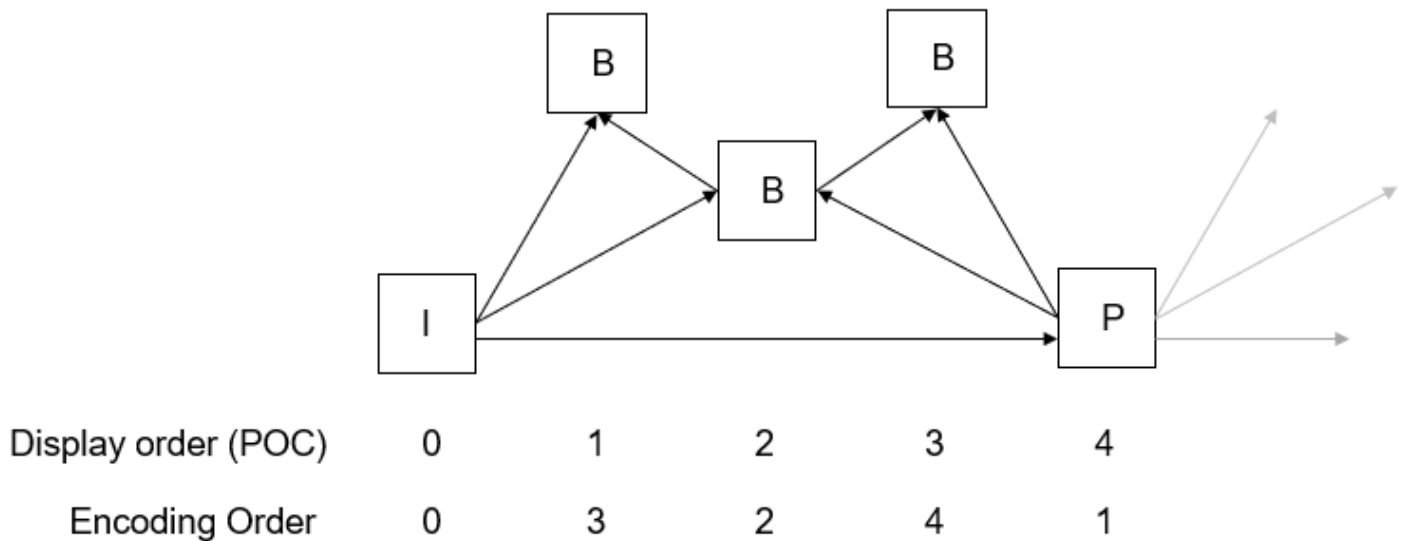 B B
B
I P
Display order (POC) 0 1 2 3 4
Encoding Order 0 3 2 4 1